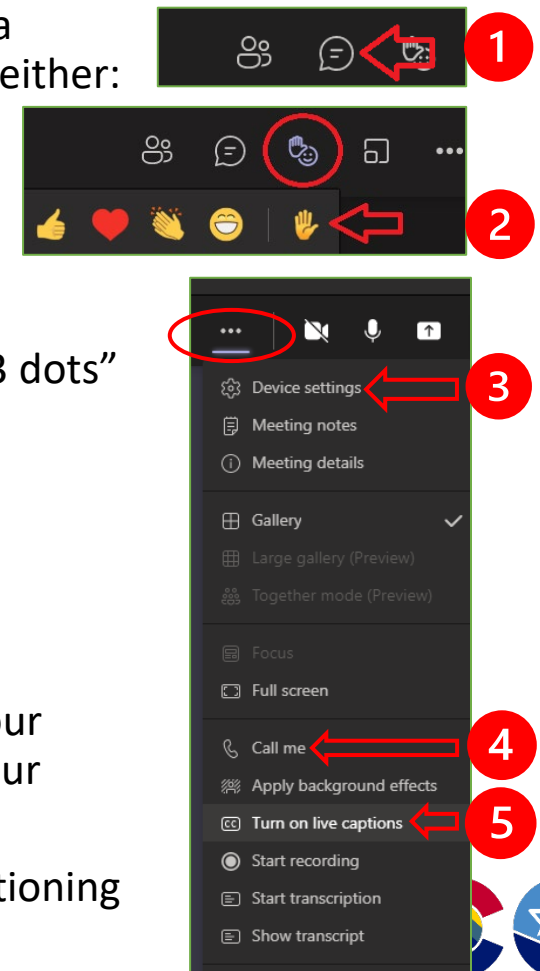 a
either:
1
2
3 dots”
3
Device settings
Meeting notes
Meeting details
Gallery
Large gallery (Preview)
Together mode (Preview)
Focus
Full screen
our
ur
Call me
4
Apply background effects
Turn on live captions
5
Start recording
tioning
Start transcription
Show transcript